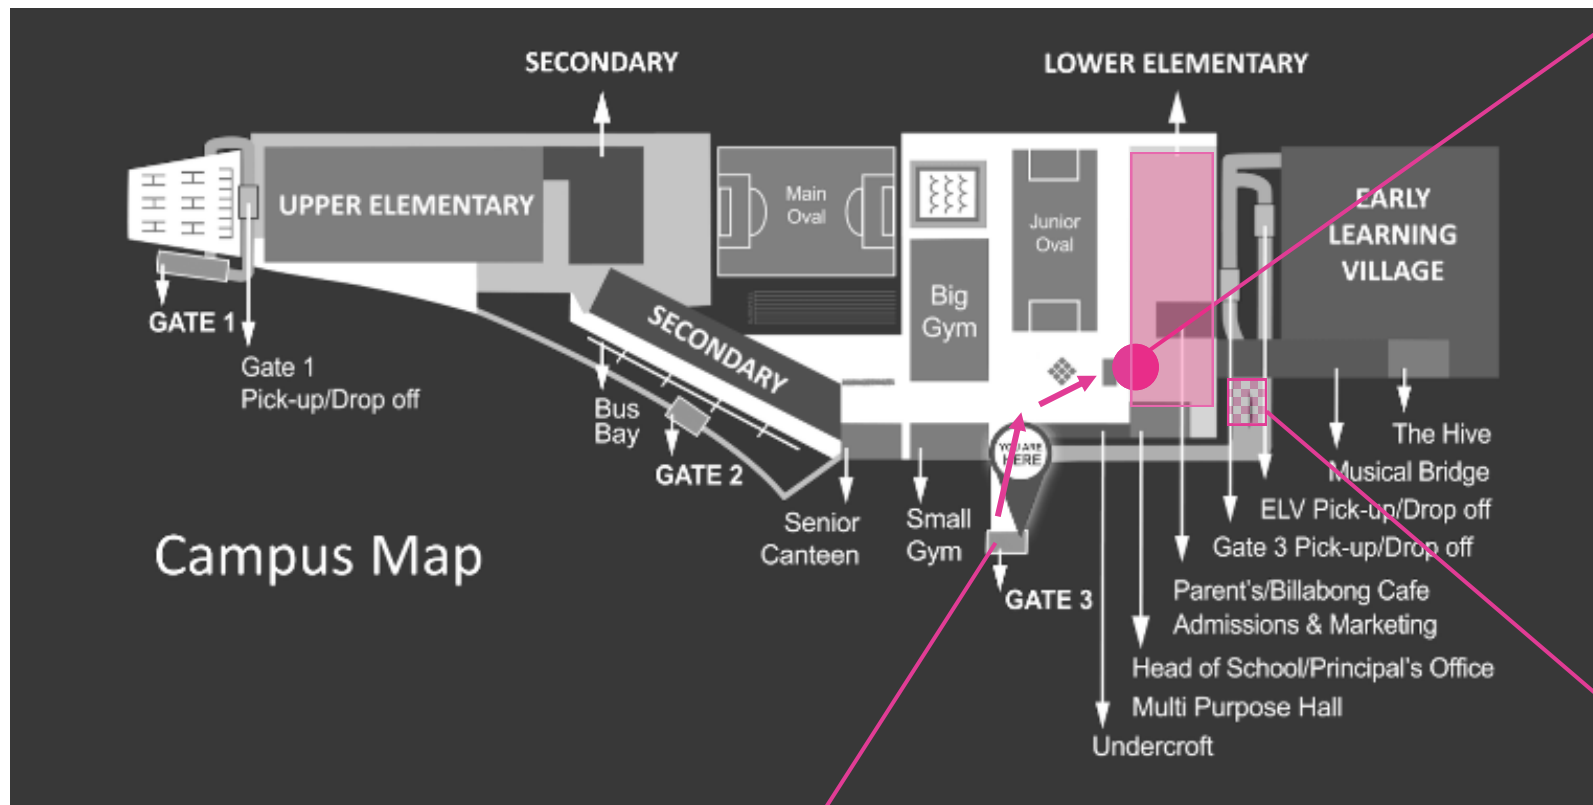 SECONDARY
LOWER ELEMENTARY
UPPER ELEMENTARY
Main
Oval
Junior
Oval
EARLY
LEARNING
VILLAGE
Big
Gym
SECONDARY
GATE 1
Gate 1
Pick-up/Drop off
Bus
Bay
GATE 2
YOU ARE
HERE
Senior
Canteen
Small
Gym
GATE 3
The Hive
Musical Bridge
ELV Pick-up/Drop off
Gate 3 Pick-up/Drop off
Parent's/Billabong Cafe
Admissions & Marketing
Head of School/Principal's Office
Multi Purpose Hall
Undercroft
Campus Map